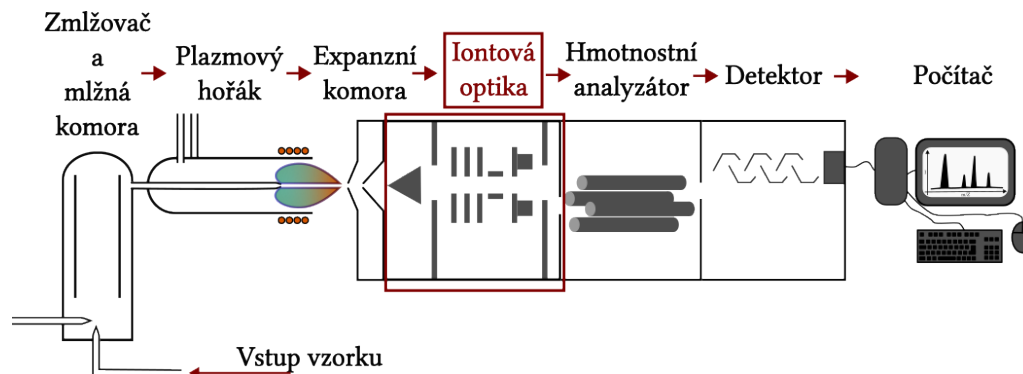 Zmlžovač
a
mlžná
komora
Plazmový
hořák
Expanzní
komora
Iontová
optika
Hmotnostní
analyzátor
Detektor
Počítač
Vstup vzorku